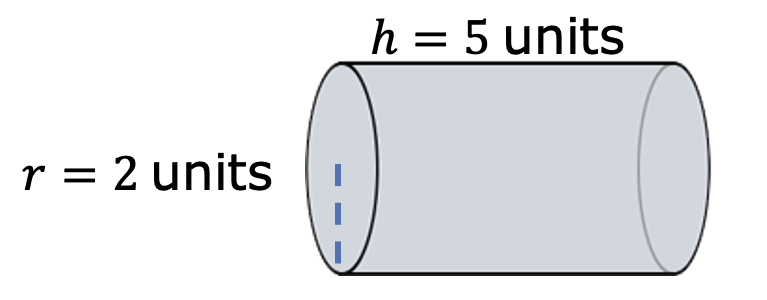 h = 5 units
r = 2 units